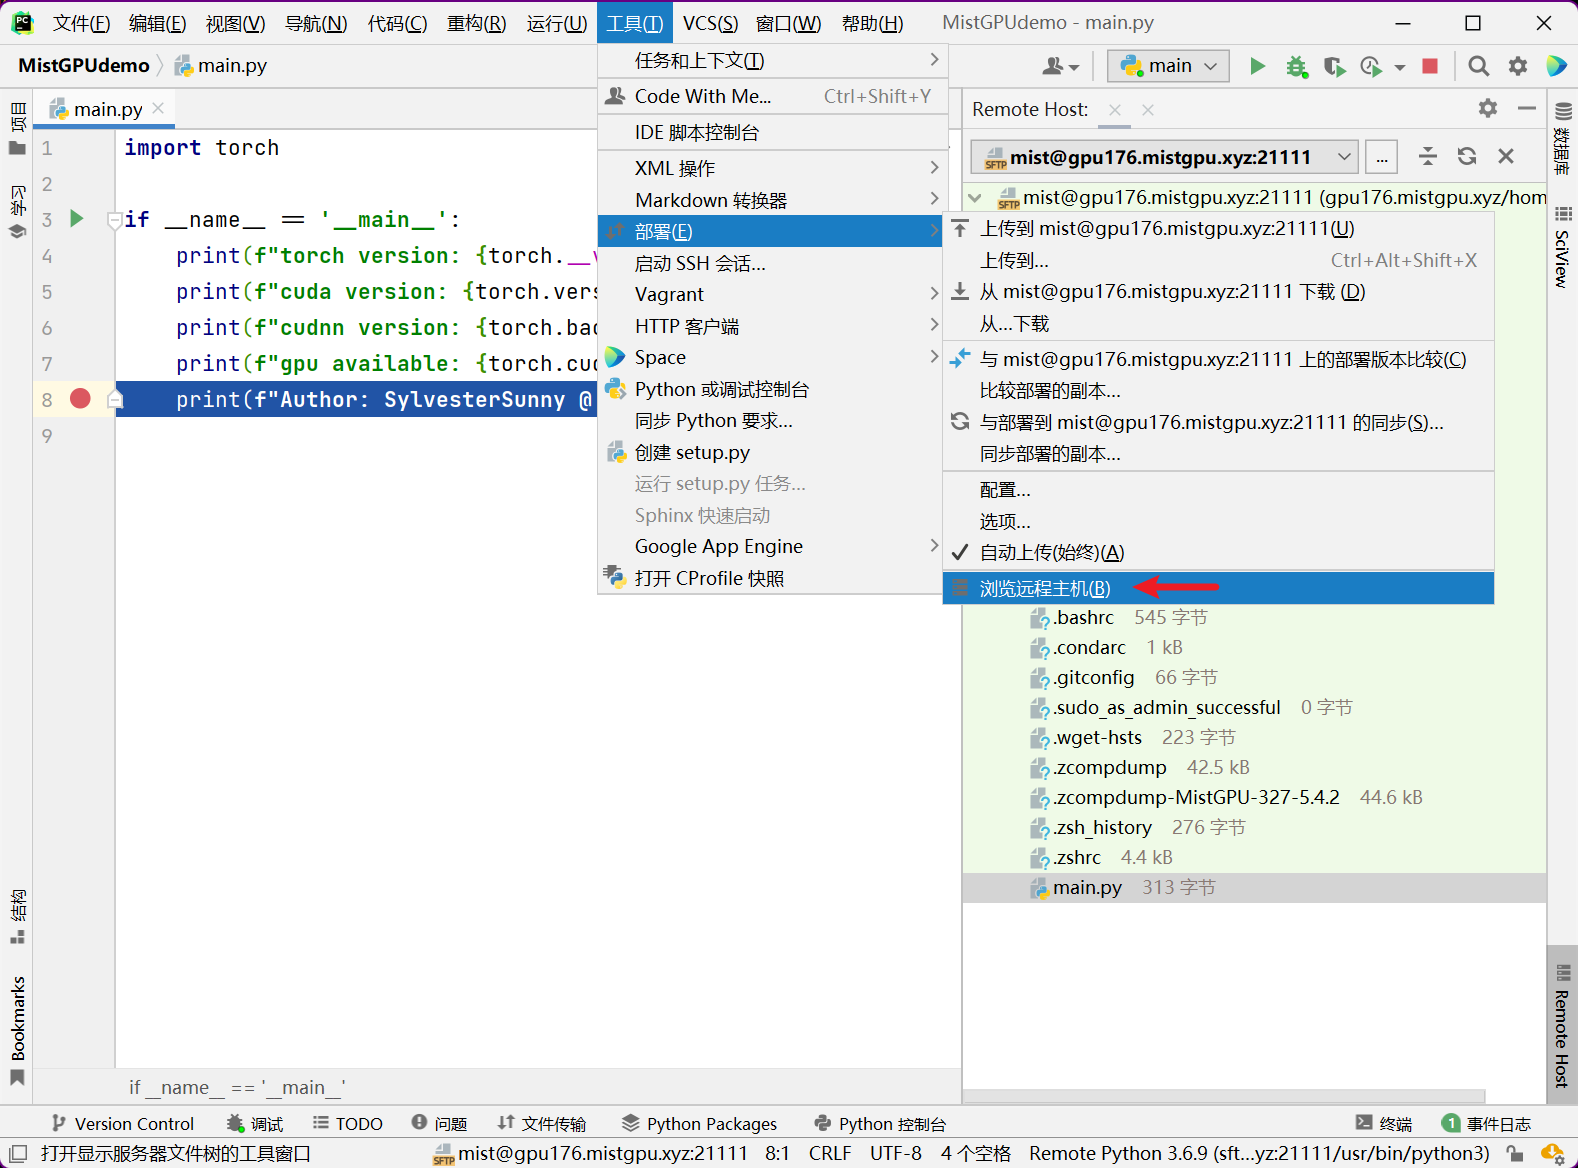 PC 文件(F) 编辑(E) 视图(V) 导航(N) 代码(C) 重构(R) 运行(U) 工具(T) VCS(S) 窗口(W) 帮助(H) MistGPUdemo - main.py
MistGPUdemo main.py
main
main.py
项目
学习
结构
Bookmarks
1 import torch
2
3 if __name__ == '__main__':
4 print(f"torch version: {torch.__v
5 print(f"cuda version: {torch.vers
6 print(f"cudnn version: {torch.bac
7 print(f"gpu available: {torch.cud
8 print(f"Author: SylvesterSunny @
9
if __name__ == '__main__'
任务和上下文(T)
Code With Me... Ctrl+Shift+Y
IDE 脚本控制台
XML 操作
Markdown 转换器
部署(E)
启动 SSH 会话...
Vagrant
HTTP 客户端
Space
Python 或调试控制台
同步 Python 要求...
创建 setup.py
运行 setup.py 任务...
Sphinx 快速启动
Google App Engine
打开 CProfile 快照
Remote Host:
SFTP mist@gpu176.mistgpu.xyz:21111 ...
SFTP mist@gpu176.mistgpu.xyz:21111 (gpu176.mistgpu.xyz/hom
上传到 mist@gpu176.mistgpu.xyz:21111(U)
上传到... Ctrl+Alt+Shift+X
从 mist@gpu176.mistgpu.xyz:21111 下载 (D)
从...下载
与 mist@gpu176.mistgpu.xyz:21111 上的部署版本比较(C)
比较部署的副本...
与部署到 mist@gpu176.mistgpu.xyz:21111 的同步(S)...
同步部署的副本...
配置...
选项...
自动上传(始终)(A)
浏览远程主机(B)
.bashrc 545 字节
.condarc 1 kB
.gitconfig 66 字节
.sudo_as_admin_successful 0 字节
.wget-hsts 223 字节
.zcompdump 42.5 kB
.zcompdump-MistGPU-327-5.4.2 44.6 kB
.zsh_history 276 字节
.zshrc 4.4 kB
main.py 313 字节
数据库
SciView
Remote Host
Version Control 调试 TODO 问题 文件传输 Python Packages Python 控制台 终端 1 事件日志
打开显示服务器文件树的工具窗口 SFTP mist@gpu176.mistgpu.xyz:21111 8:1 CRLF UTF-8 4 个空格 Remote Python 3.6.9 (sft...yz:21111/usr/bin/python3)